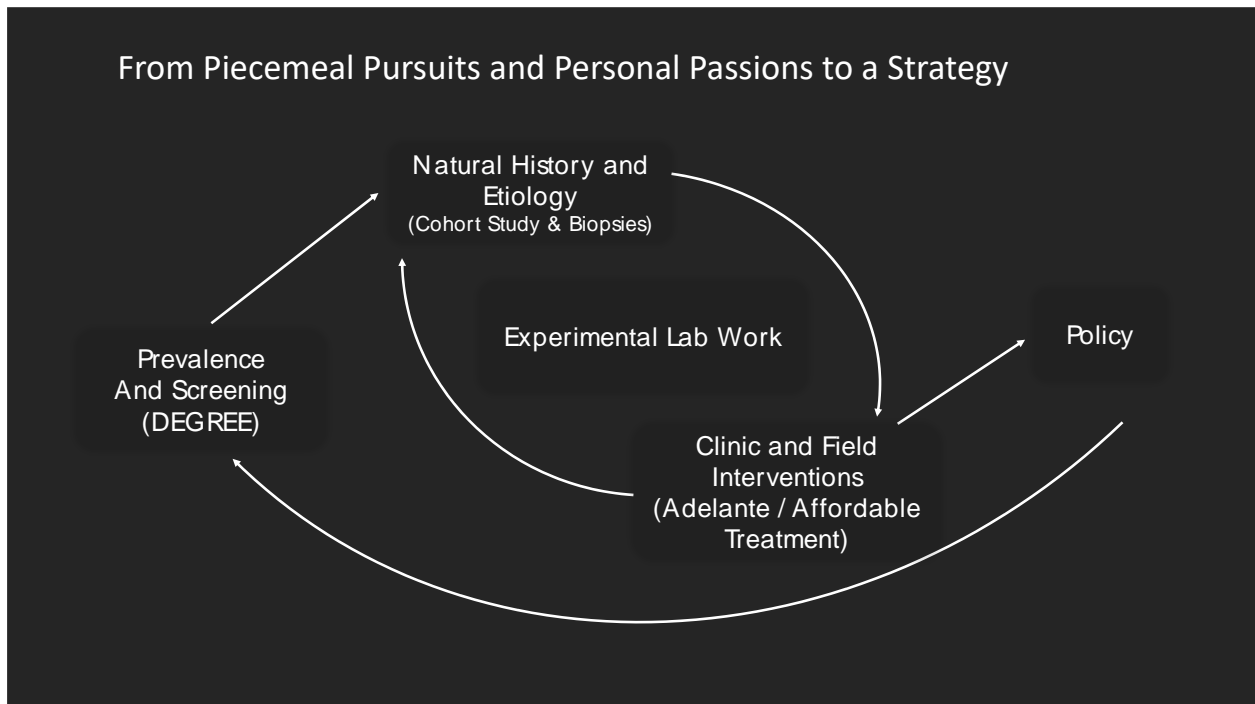 From Piecemeal Pursuits and Personal Passions to a Strategy
Natural History and
Etiology
(Cohort Study & Biopsies)
Experimental Lab Work
Policy
Prevalence
And Screening
(DEGREE)
Clinic and Field
Interventions
(Adelante / Affordable
Treatment)